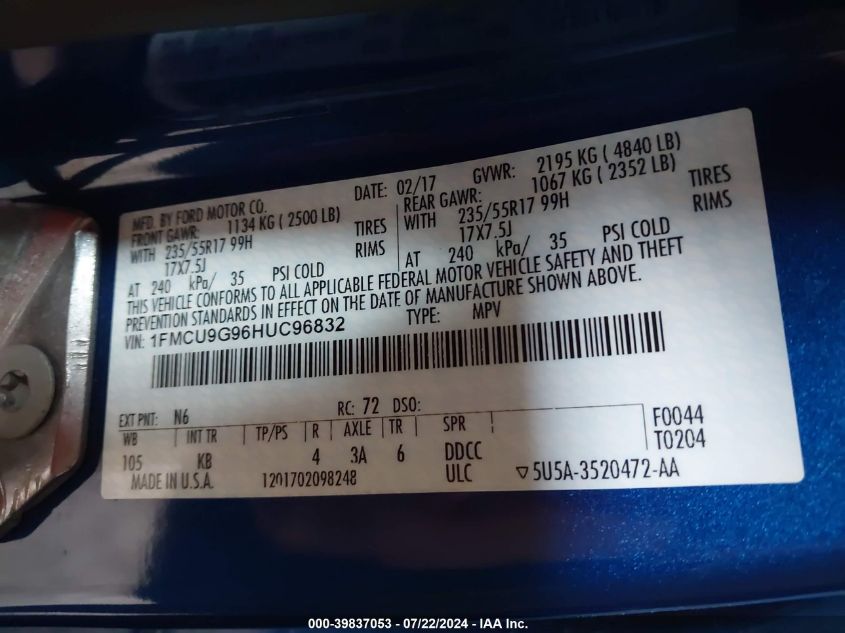 MFD. BY FORD MOTOR CO. DATE: 02/17 GVWR: 2195 KG ( 4840 LB)
FRONT GAWR: 1134 KG ( 2500 LB) REAR GAWR: 1067 KG ( 2352 LB)
WITH 235/55R17 99H TIRES WITH 235/55R17 99H TIRES
17X7.5J RIMS 17X7.5J RIMS
AT 240 kPa/ 35 PSI COLD AT 240 kPa/ 35 PSI COLD
THIS VEHICLE CONFORMS TO ALL APPLICABLE FEDERAL MOTOR VEHICLE SAFETY AND THEFT
PREVENTION STANDARDS IN EFFECT ON THE DATE OF MANUFACTURE SHOWN ABOVE.
VIN: 1FMCU9G96HUC96832 TYPE: MPV
EXT PNT: N6 RC: 72 DSO: F0044
WB INT TR TP/PS R AXLE TR SPR T0204
105 KB 4 3A 6 DDCC
MADE IN U.S.A. 1201702098248 ULC ▽5U5A-3520472-AA
000-39837053 - 07/22/2024 - IAA Inc.